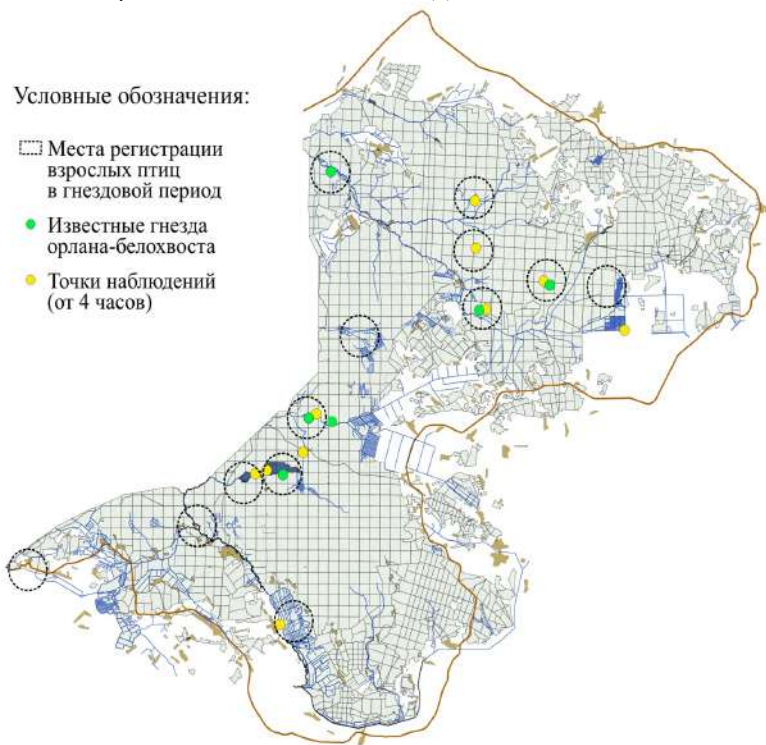 Условные обозначения:
Места регистрации
взрослых птиц
в гнездовой период
Известные гнезда
орлана-белохвоста
Точки наблюдений
(от 4 часов)